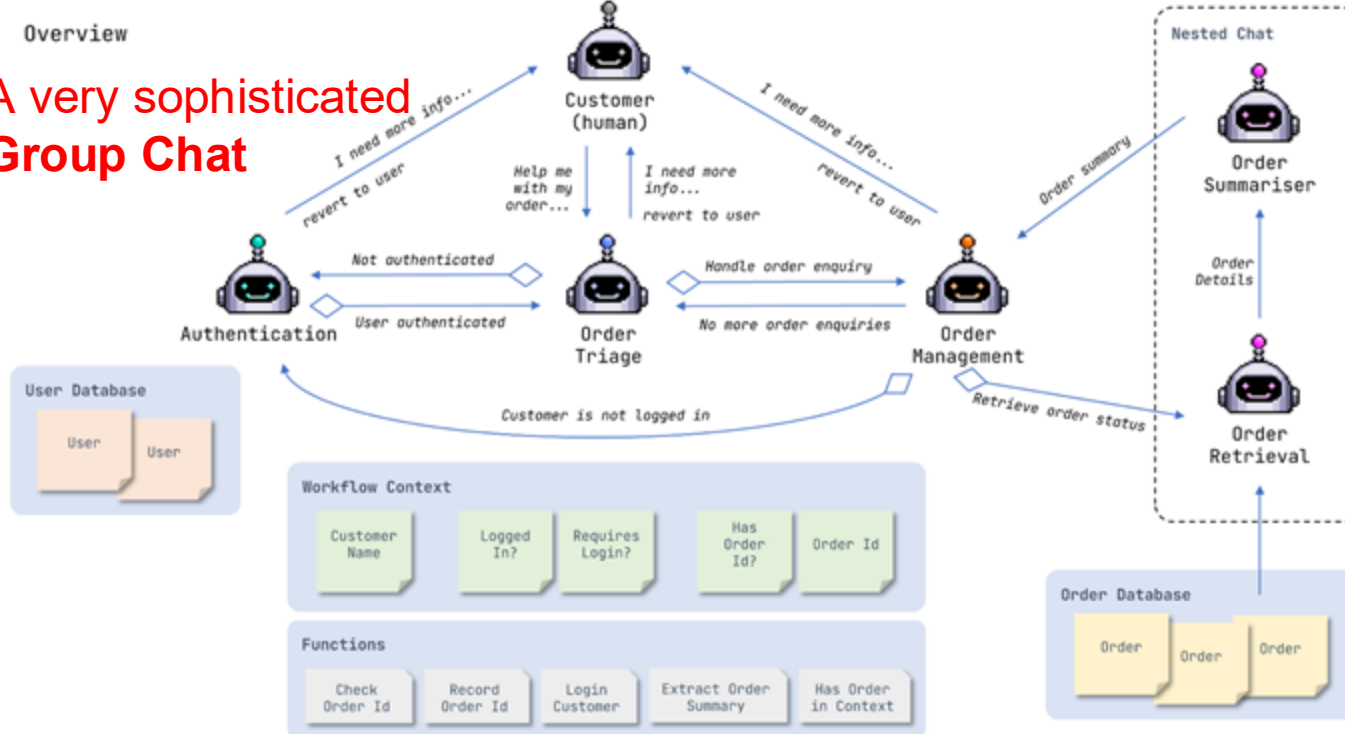 Overview
A very sophisticated
Group Chat
Nested Chat
Customer
(human)
I need more info...
revert to user
Help me
with my
order...
I need more
info...
revert to user
I need more info...
revert to user
Order summary
Order
Summariser
Order
Details
Not authenticated
User authenticated
Handle order enquiry
No more order enquiries
Authentication
Order
Triage
Order
Management
Retrieve order status
Order
Retrieval
Customer is not logged in
User Database
User
User
Workflow Context
Customer
Name
Logged
In?
Requires
Login?
Has
Order
Id?
Order Id
Order Database
Order
Order
Order
Functions
Check
Order Id
Record
Order Id
Login
Customer
Extract Order
Summary
Has Order
in Context